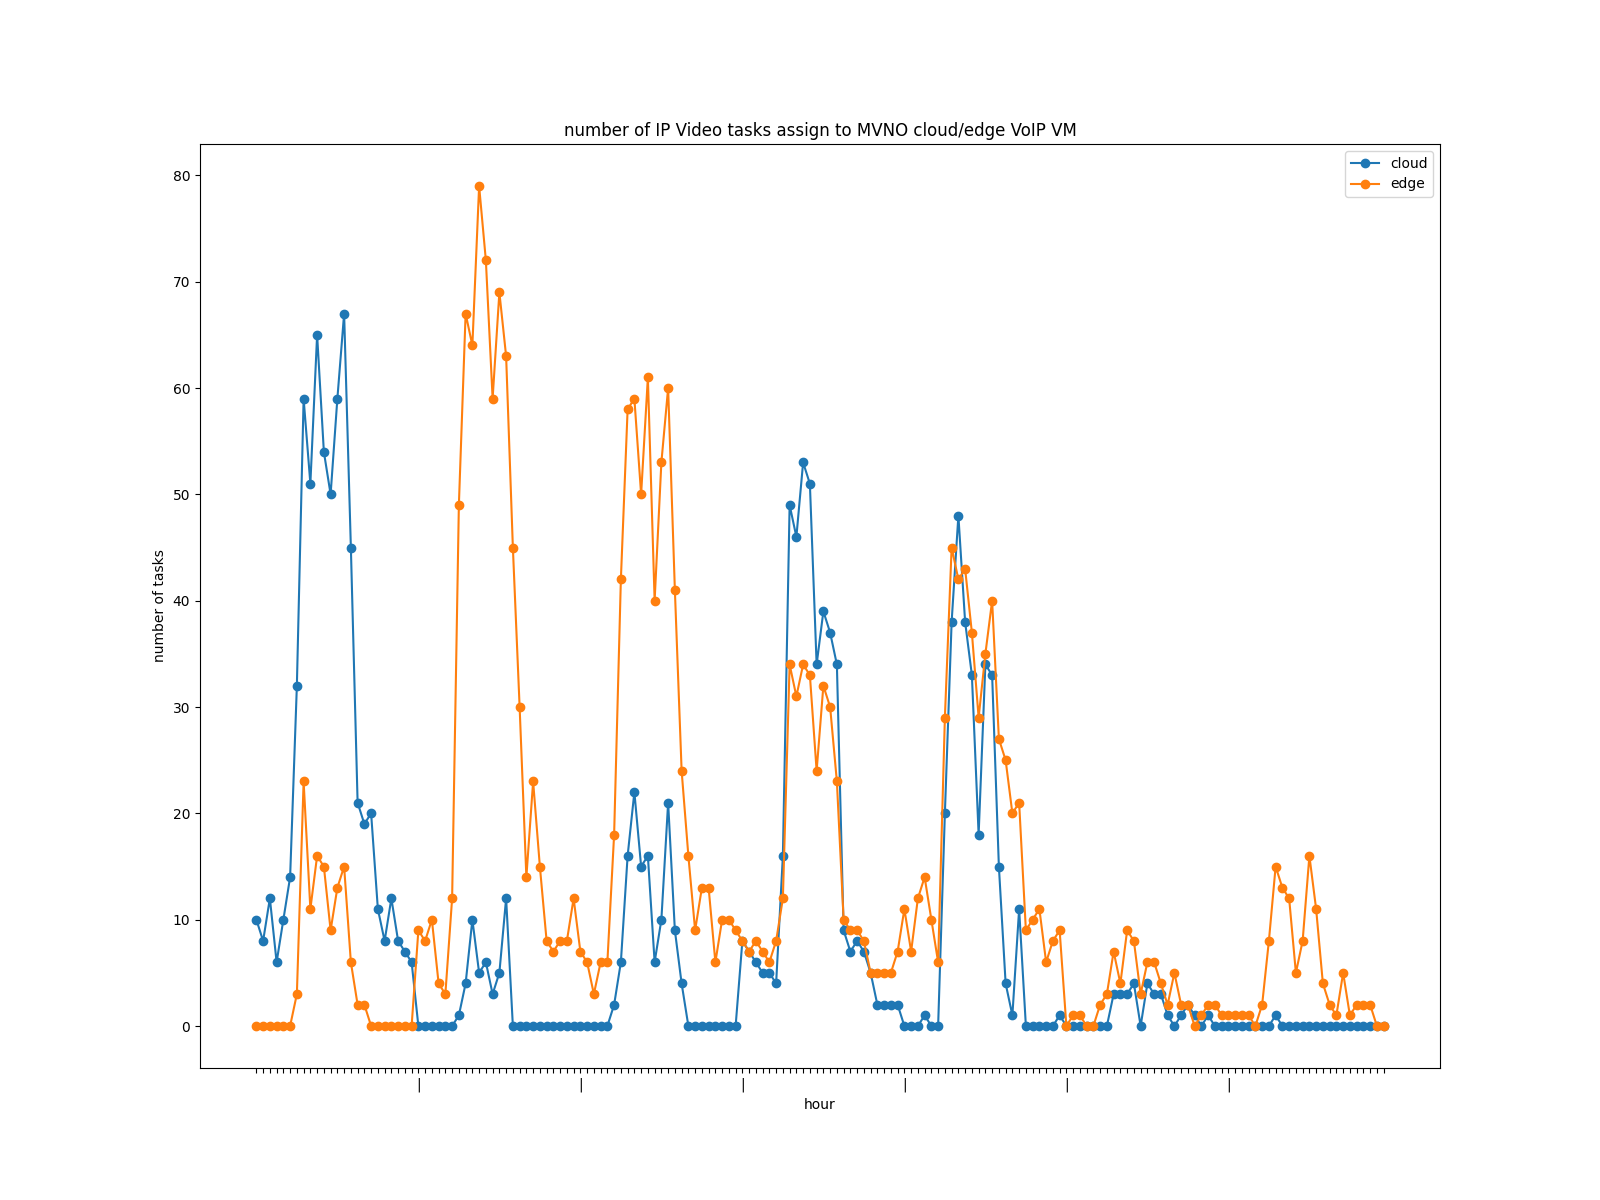 number of IP Video tasks assign to MVNO cloud/edge VoIP VM
cloud
edge
80
70
60
50
40
30
20
10
0
number of tasks
| | | | | |
hour